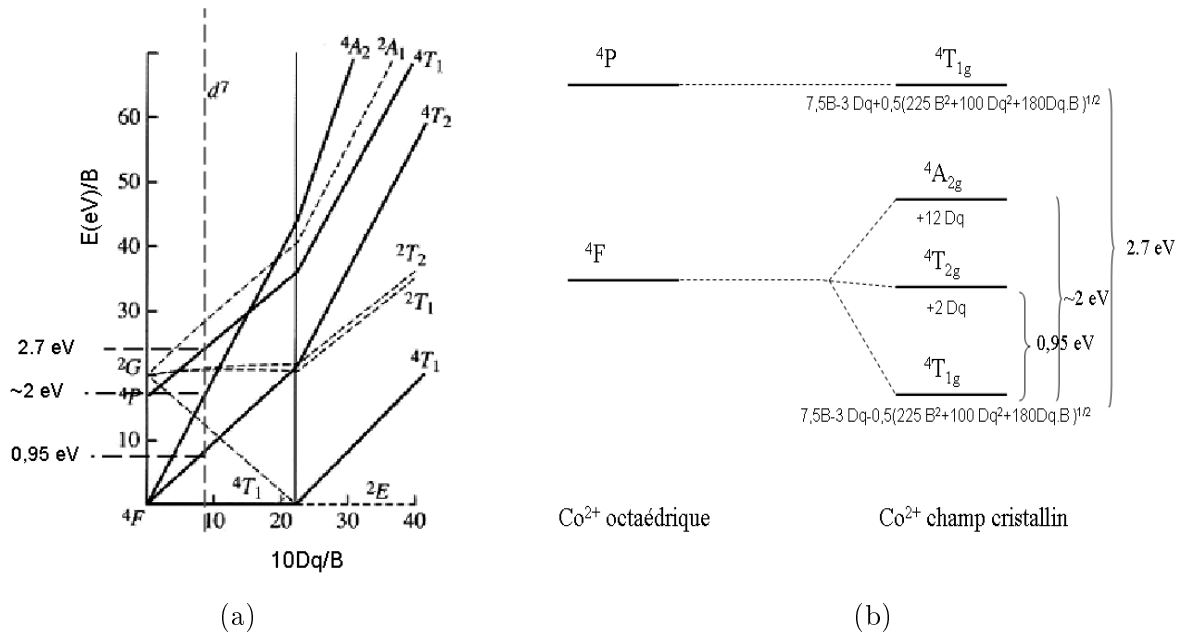 ⁴A₂
²A₁
⁴T₁
d⁷
⁴T₂
60
50
E(eV)/B
40
30
²T₂
²T₁
2.7 eV
²G
⁴T₁
~2 eV
⁴P
10
0,95 eV
⁴T₁
²E
⁴F
10
20
30
40
10Dq/B
(a)
⁴P
⁴T₁g
7,5B-3 Dq+0,5(225 B²+100 Dq²+180Dq.B)¹/²
⁴A₂g
+12 Dq
2.7 eV
⁴F
⁴T₂g
+2 Dq
~2 eV
0,95 eV
⁴T₁g
7,5B-3 Dq-0,5(225 B²+100 Dq²+180Dq.B)¹/²
Co²⁺ octaédrique
Co²⁺ champ cristallin
(b)